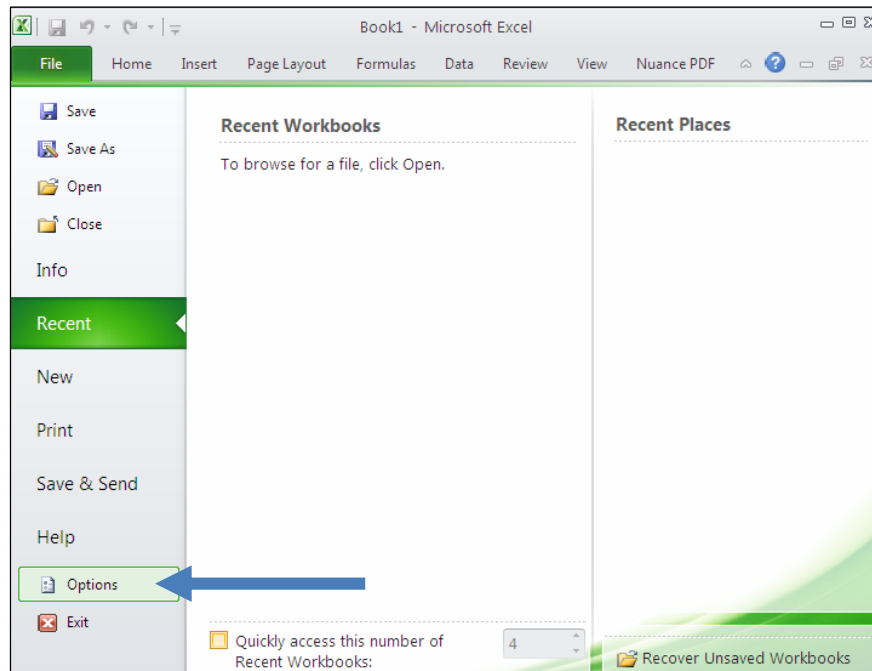 Book1 - Microsoft Excel
File Home Insert Page Layout Formulas Data Review View Nuance PDF
Save
Save As
Open
Close
Info
Recent
New
Print
Save & Send
Help
Options
Exit
Recent Workbooks
To browse for a file, click Open.
Quickly access this number of
Recent Workbooks:
4
Recent Places
Recover Unsaved Workbooks